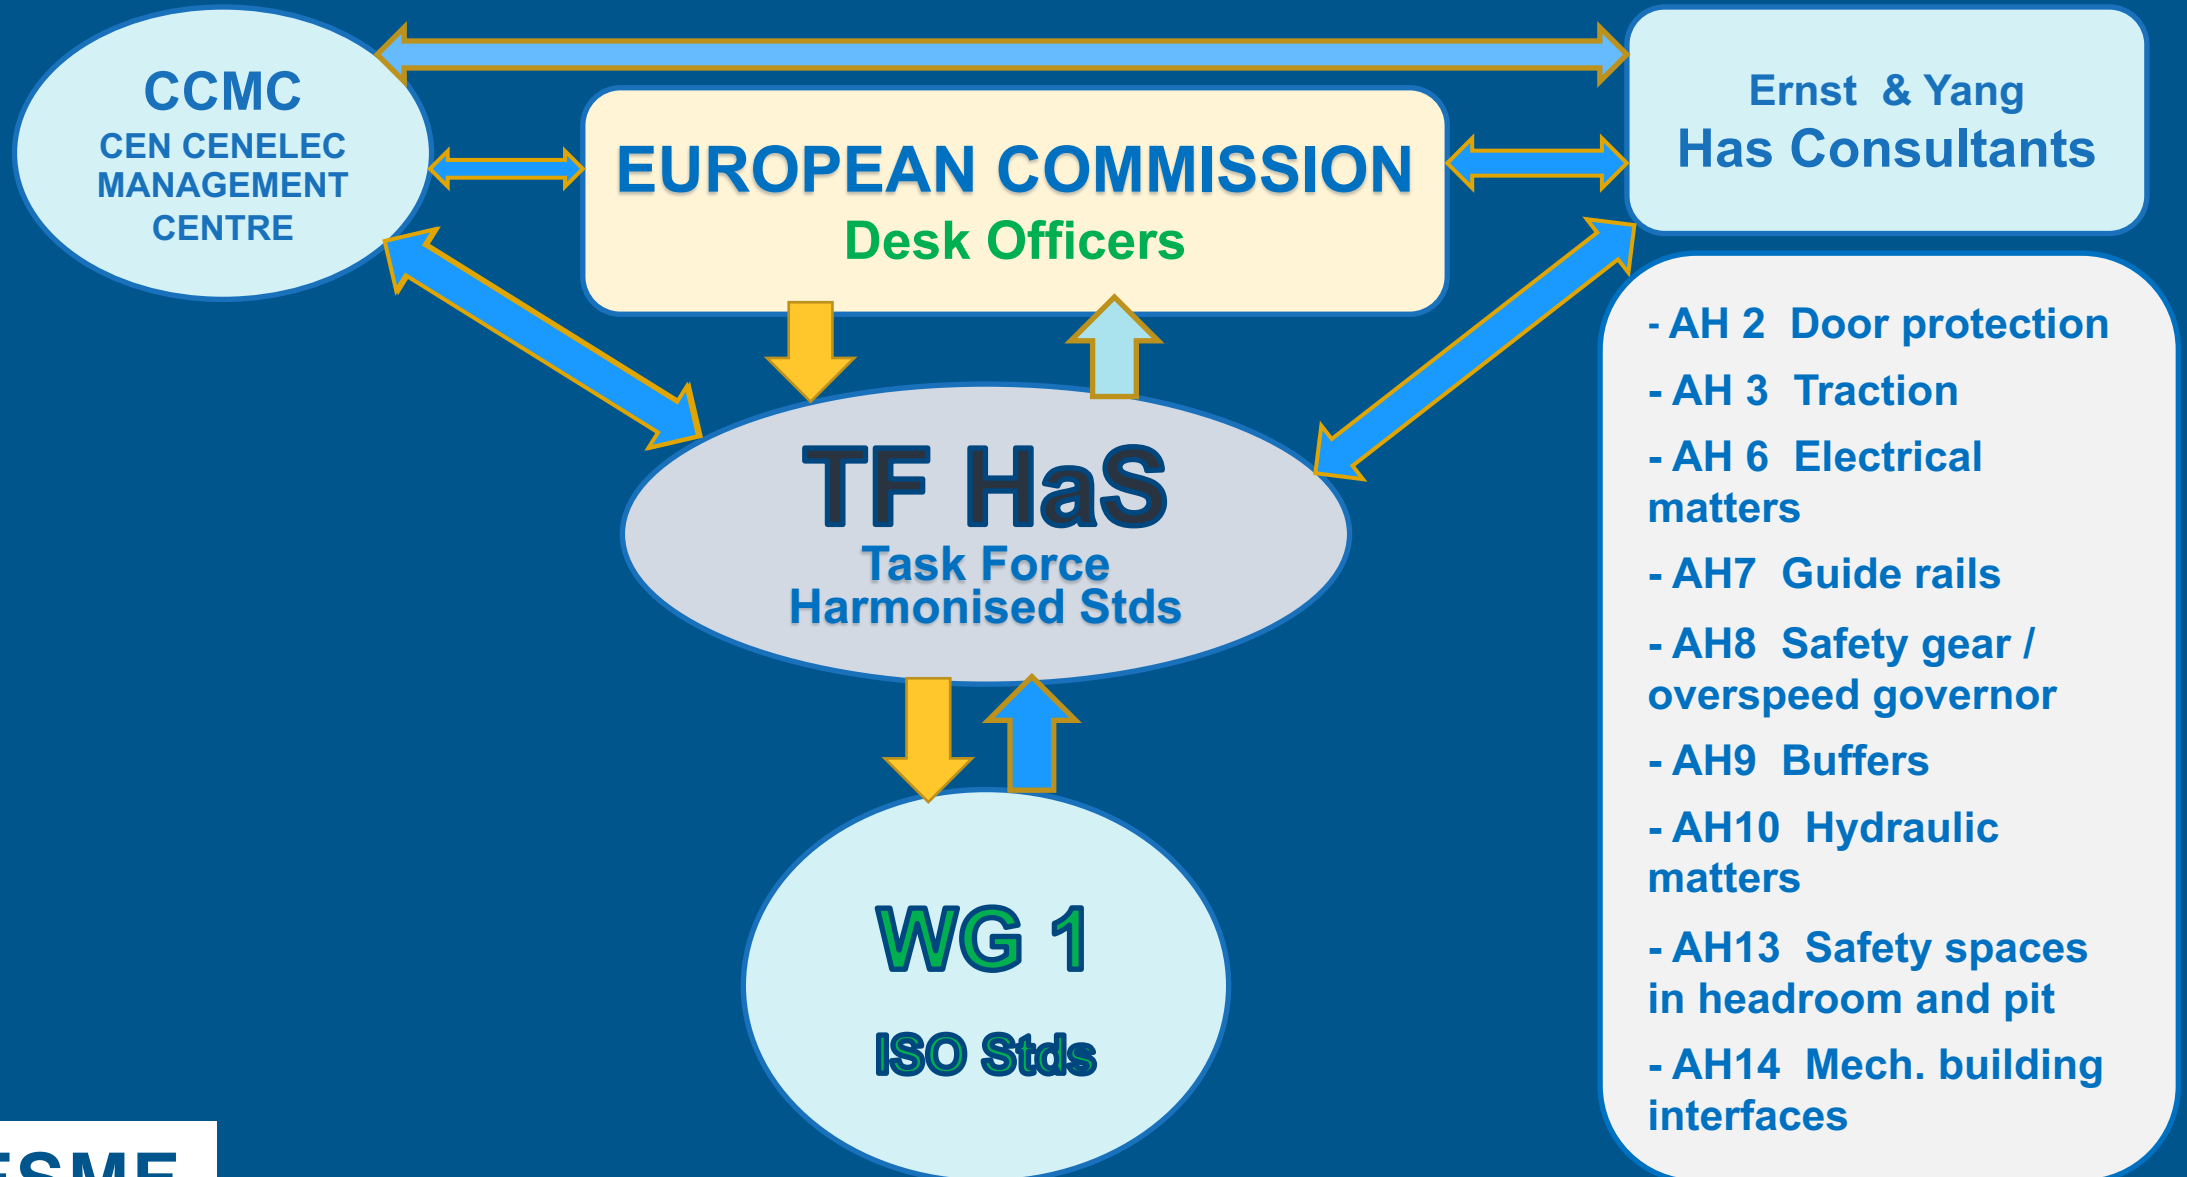 CCMC
CEN CENELEC
MANAGEMENT
CENTRE
EUROPEAN COMMISSION
Desk Officers
Ernst & Yang
Has Consultants
TF HaS
Task Force
Harmonised Stds
WG 1
ISO Stds
- AH 2 Door protection
- AH 3 Traction
- AH 6 Electrical
matters
- AH7 Guide rails
- AH8 Safety gear /
overspeed governor
- AH9 Buffers
- AH10 Hydraulic
matters
- AH13 Safety spaces
in headroom and pit
- AH14 Mech. building
interfaces